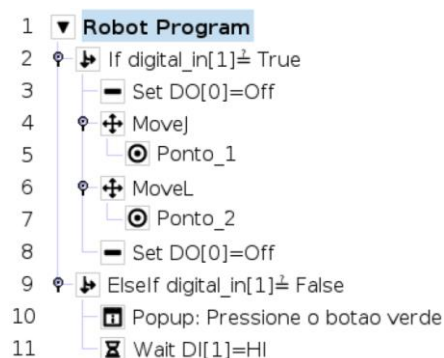 1 Robot Program
2 If digital_in[1]≟ True
3 Set DO[0]=Off
4 MoveJ
5 Ponto_1
6 MoveL
7 Ponto_2
8 Set DO[0]=Off
9 ElseIf digital_in[1]≟ False
10 Popup: Pressione o botao verde
11 Wait DI[1]=HI